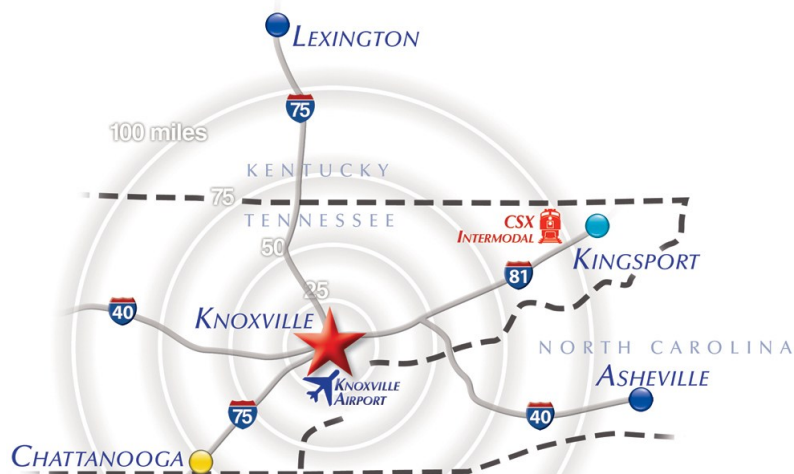 LEXINGTON
75
100 miles
KENTUCKY
75
TENNESSEE
CSX
INTERMODAL
50
KINGSPORT
81
25
40
KNOXVILLE
NORTH CAROLINA
ASHEVILLE
KNOXVILLE
AIRPORT
75
40
CHATTANOOGA